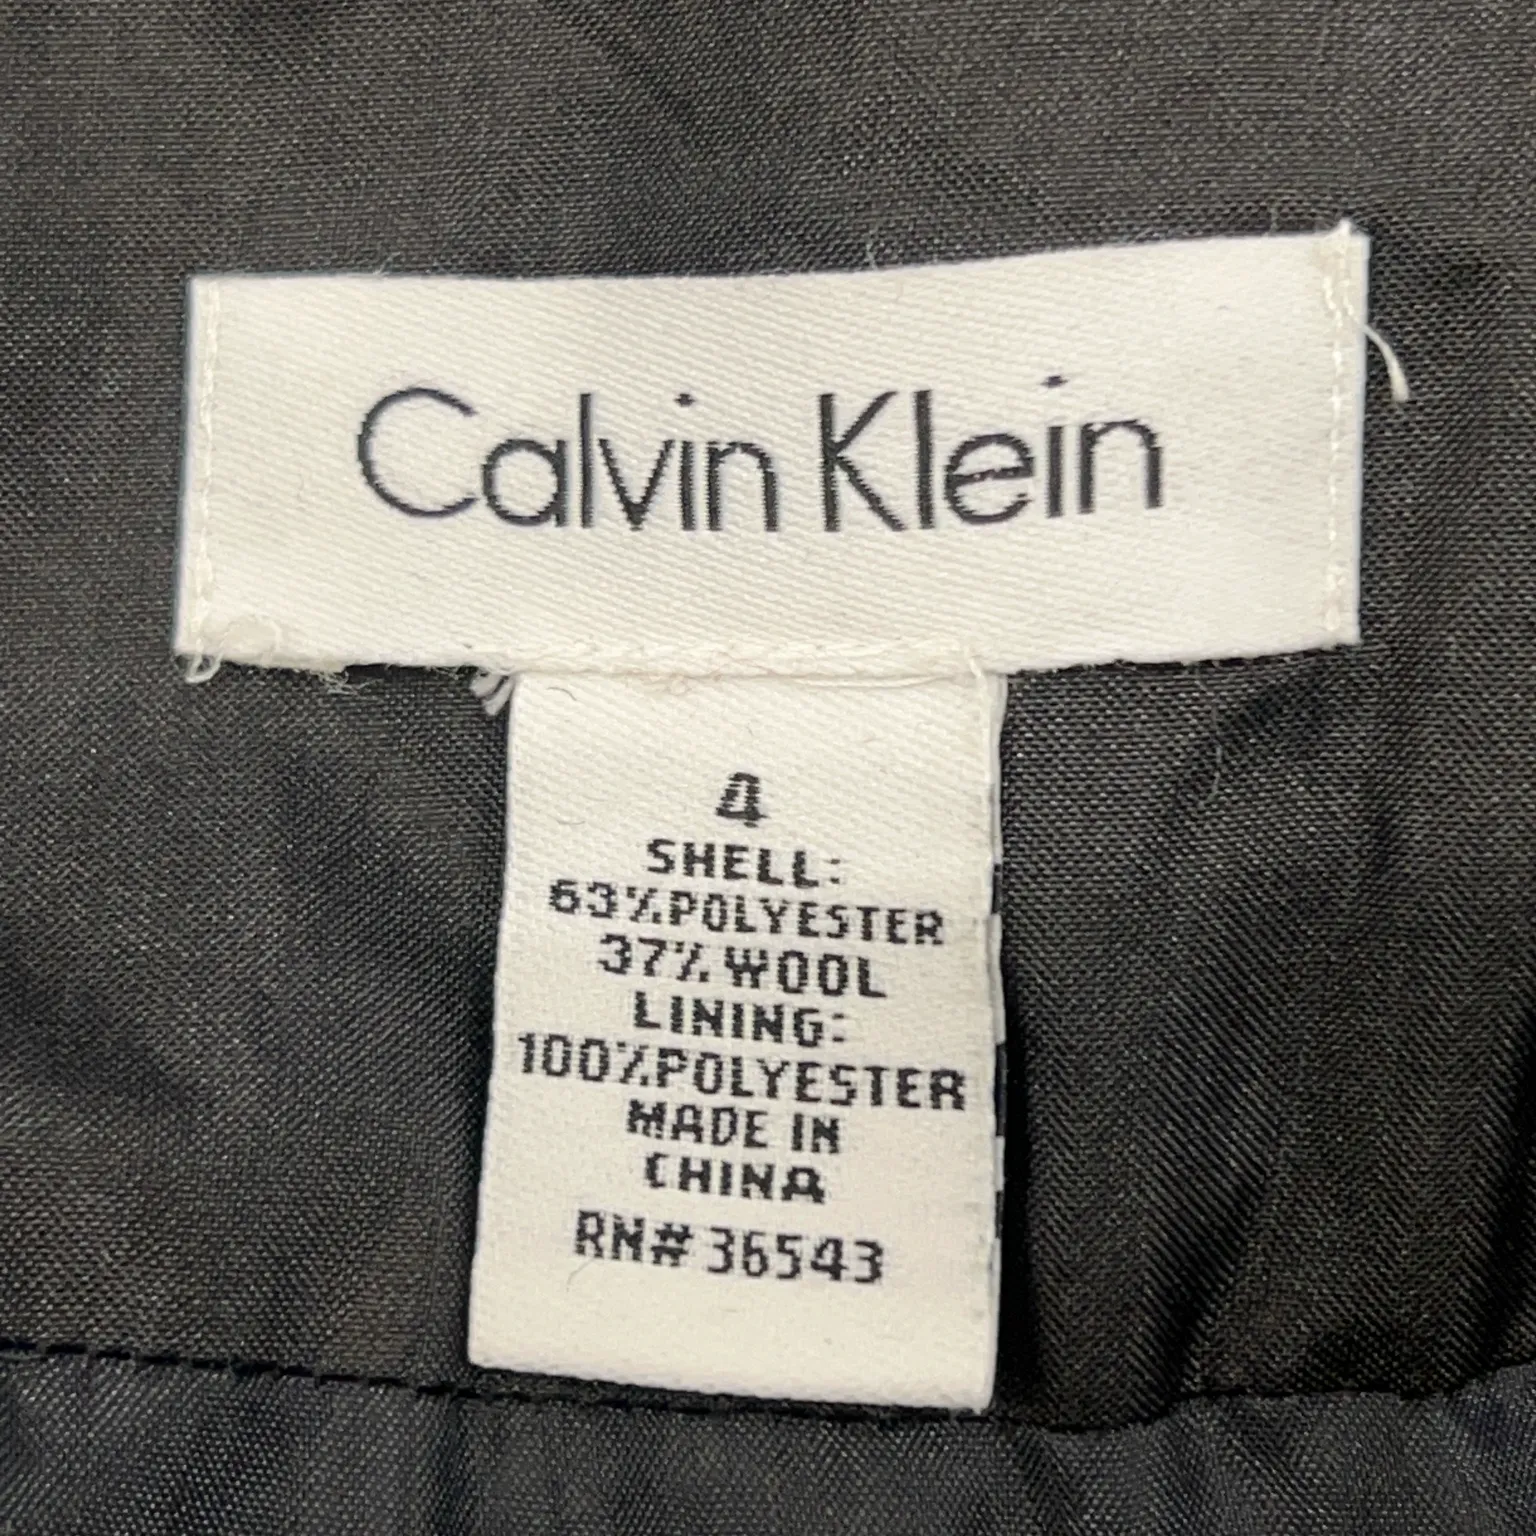 Calvin Klein
4
SHELL:
63%POLYESTER
37%WOOL
LINING:
100%POLYESTER
MADE IN
CHINA
RN# 36543